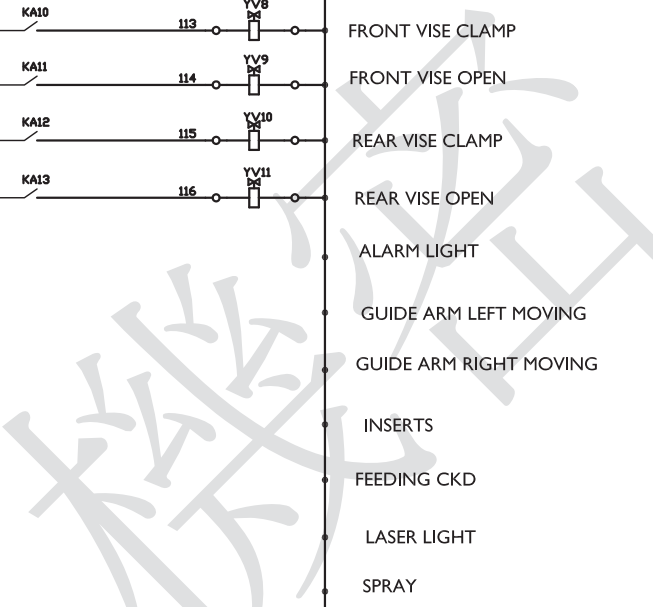 KA10 113 YV8 FRONT VISE CLAMP
KA11 114 YV9 FRONT VISE OPEN
KA12 115 YV10 REAR VISE CLAMP
KA13 116 YV11 REAR VISE OPEN
ALARM LIGHT
GUIDE ARM LEFT MOVING
GUIDE ARM RIGHT MOVING
INSERTS
FEEDING CKD
LASER LIGHT
SPRAY
機密